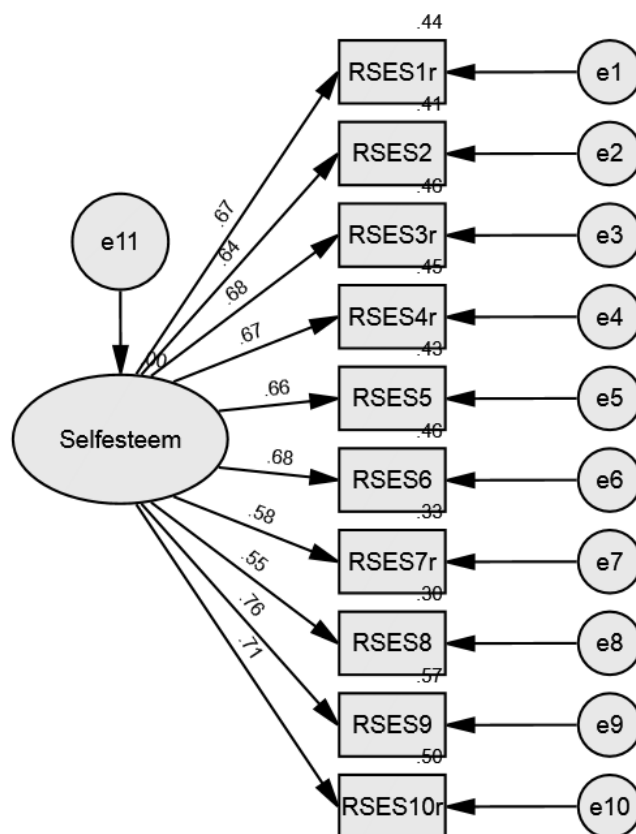 .44
RSES1r
e1
.67
.41
RSES2
e2
.64
.46
RSES3r
e3
.68
e11
.45
RSES4r
e4
.67
.00
.43
RSES5
e5
.66
Selfesteem
.46
RSES6
e6
.68
.33
RSES7r
e7
.58
.30
RSES8
e8
.55
.57
RSES9
e9
.76
.50
RSES10r
e10
.71